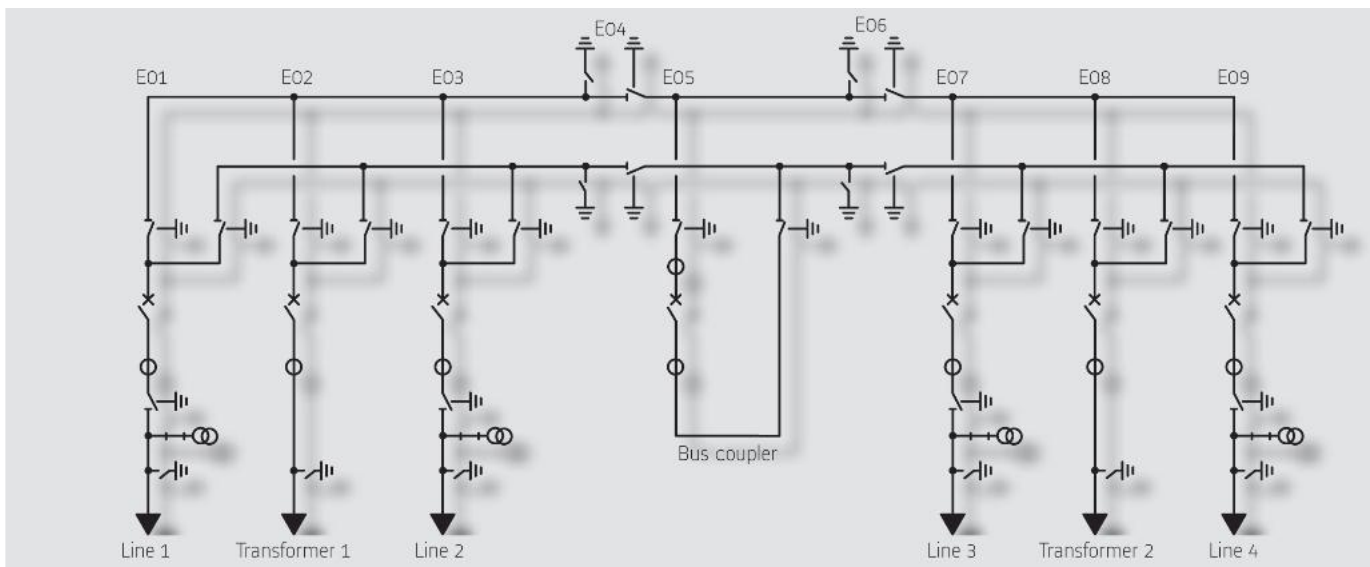 E04
E06
E01
E02
E03
E05
E07
E08
E09
Bus coupler
Line 1
Transformer 1
Line 2
Line 3
Transformer 2
Line 4